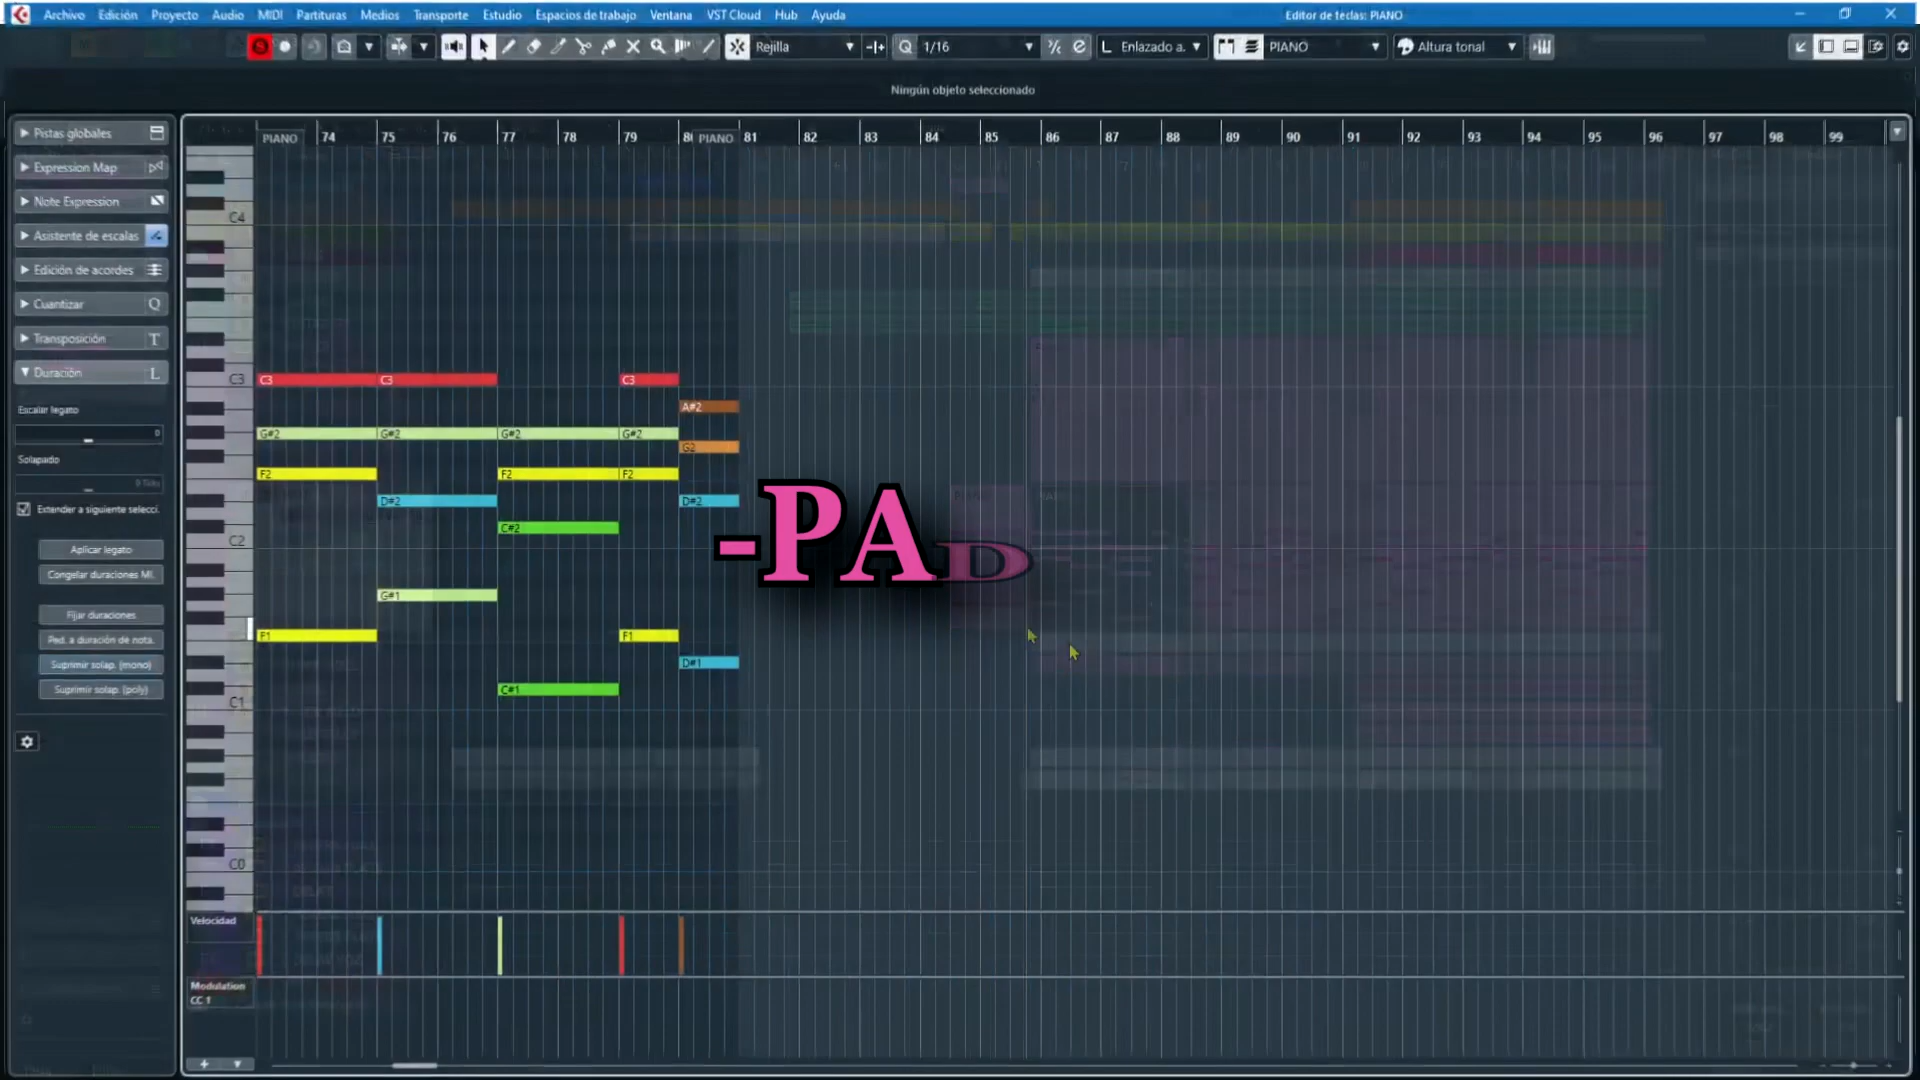 Archivo Edición Proyecto Audio MIDI Partituras Medios Transporte Estudio Espacios de trabajo Ventana VST Cloud Hub Ayuda Editor de teclas: PIANO
Rejilla 1/16 Enlazado a. PIANO Altura tonal
Ningún objeto seleccionado
PIANO 74 75 76 77 78 79 80 PIANO 81 82 83 84 85 86 87 88 89 90 91 92 93 94 95 96 97 98 99
Pistas globales
Expression Map
Note Expression
Asistente de escalas
Edición de acordes
Cuantizar Q
Transposición T
Duración L
Escalar legato
0
Solapado
Extender a siguiente selecci.
Aplicar legato
Congelar duraciones MI.
Fijar duraciones
Ped. a duración de nota.
Suprimir solap. (mono)
Suprimir solap. (poly)
C4
C3 C3 C3 C3
A#2
G#2 G#2 G#2 G#2
G2
F2 F2 F2
D#2 D#2
C#2
C2
-PAD
G#1
F1 F1
D#1
C#1
C1
C0
Velocidad
Modulation
CC 1